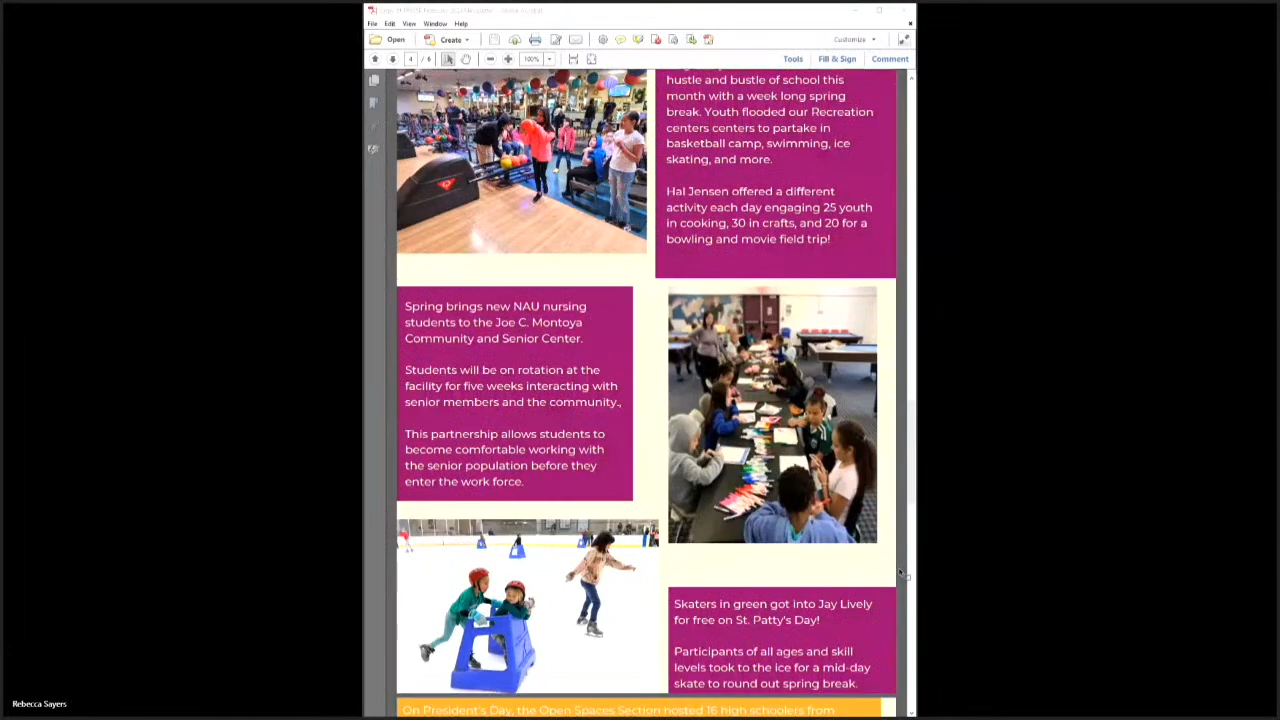 File Edit View Window Help
Open Create Customize
4 / 6 100% Tools Fill & Sign Comment
hustle and bustle of school this
month with a week long spring
break. Youth flooded our Recreation
centers centers to partake in
basketball camp, swimming, ice
skating, and more.
Hal Jensen offered a different
activity each day engaging 25 youth
in cooking, 30 in crafts, and 20 for a
bowling and movie field trip!
Spring brings new NAU nursing
students to the Joe C. Montoya
Community and Senior Center.
Students will be on rotation at the
facility for five weeks interacting with
senior members and the community.,
This partnership allows students to
become comfortable working with
the senior population before they
enter the work force.
Skaters in green got into Jay Lively
for free on St. Patty's Day!
Participants of all ages and skill
levels took to the ice for a mid-day
skate to round out spring break.
On President's Day, the Open Spaces Section hosted 16 high schoolers from
Rebecca Sayers